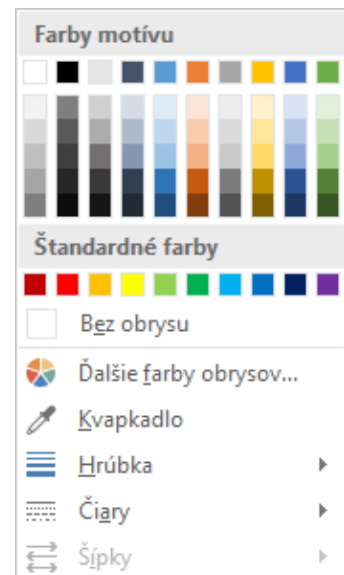 Farby motívu
Štandardné farby
Bez obrysu
Ďalšie farby obrysov...
Kvapkadlo
Hrúbka
Čiary
Šípky